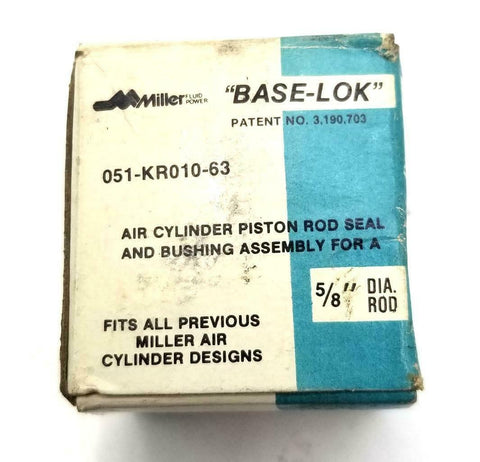 Miller FLUID POWER "BASE-LOK"
PATENT NO. 3,190,703
051-KR010-63
AIR CYLINDER PISTON ROD SEAL
AND BUSHING ASSEMBLY FOR A
5/8" DIA. ROD
FITS ALL PREVIOUS
MILLER AIR
CYLINDER DESIGNS